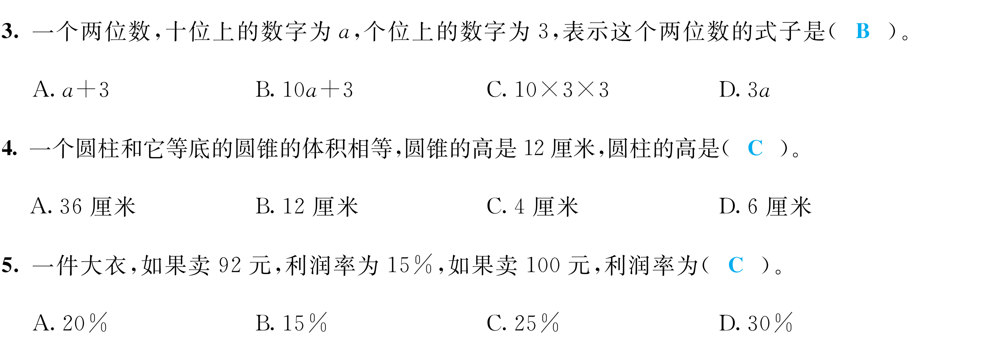 3. 一个两位数,十位上的数字为 a,个位上的数字为 3,表示这个两位数的式子是( B )。
A. a＋3 B. 10a＋3 C. 10×3×3 D. 3a
4. 一个圆柱和它等底的圆锥的体积相等,圆锥的高是 12 厘米,圆柱的高是( C )。
A. 36 厘米 B. 12 厘米 C. 4 厘米 D. 6 厘米
5. 一件大衣,如果卖 92 元,利润率为 15%,如果卖 100 元,利润率为( C )。
A. 20% B. 15% C. 25% D. 30%